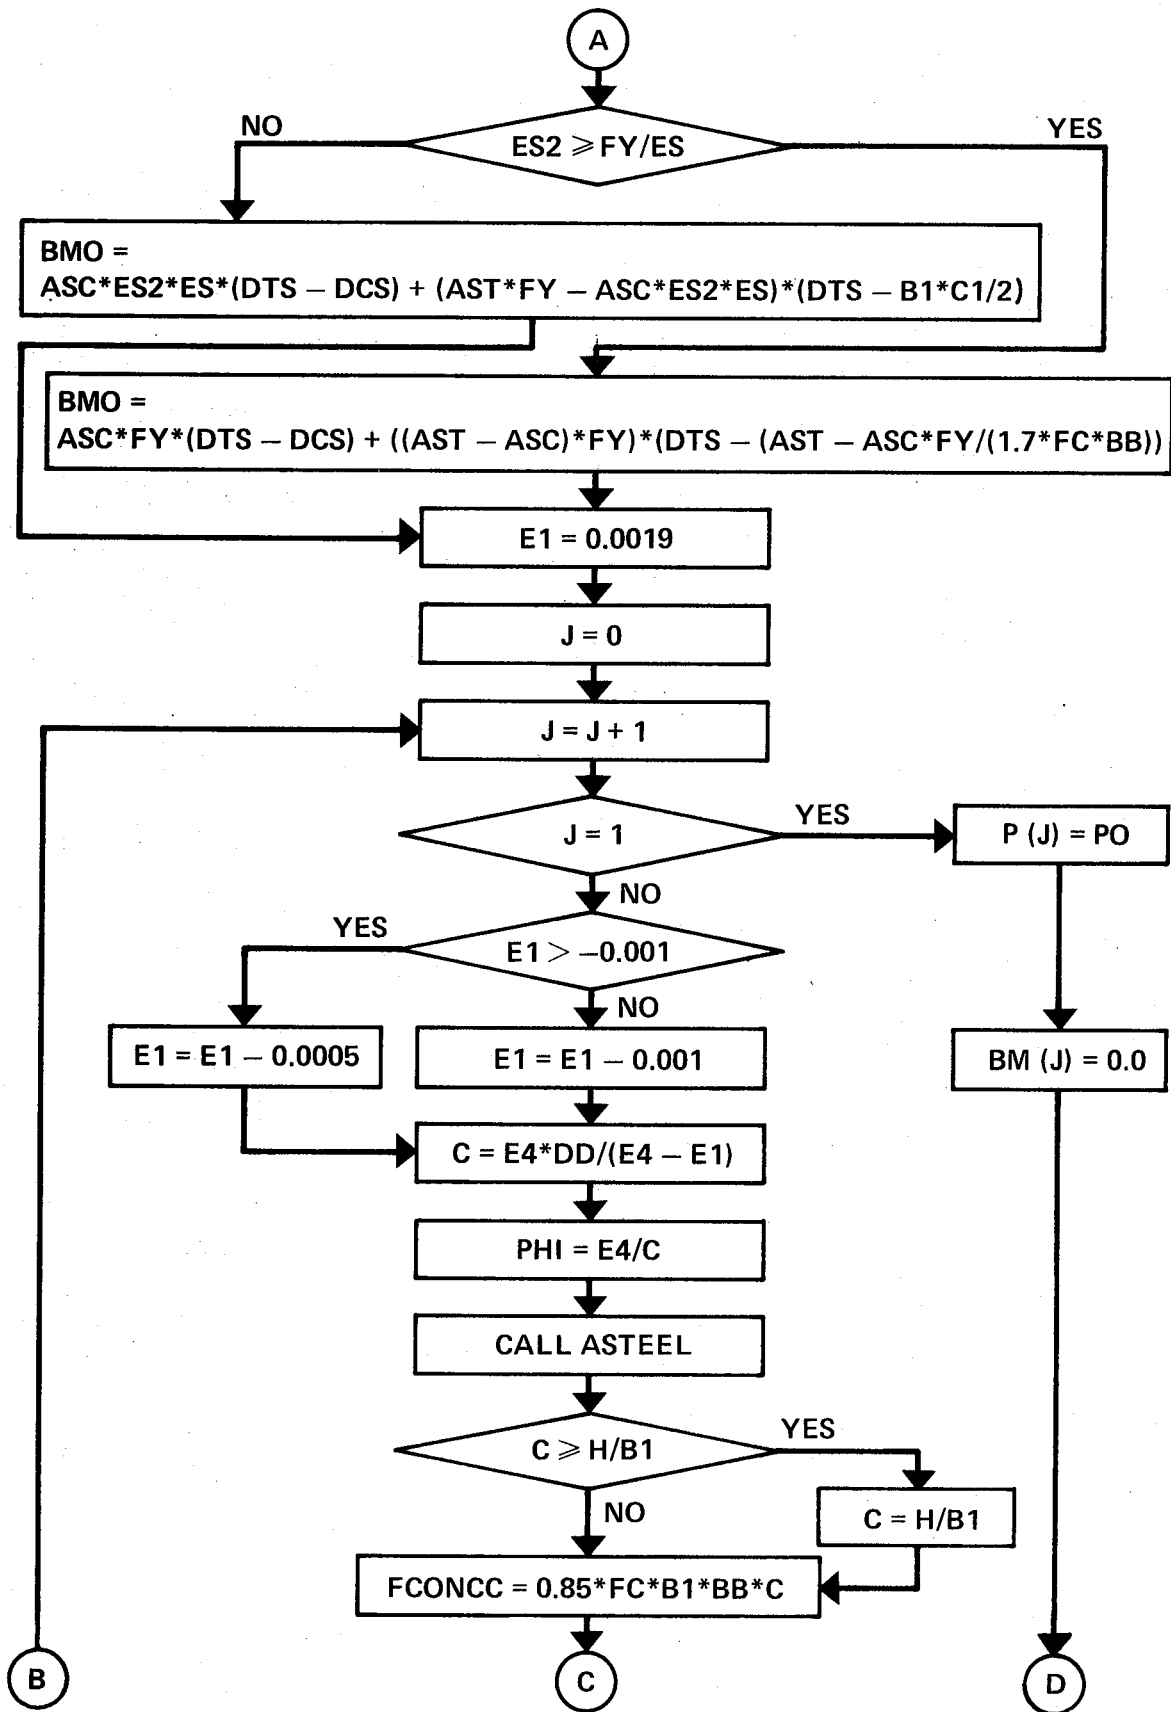 A
ES2 ⩾ FY/ES
NO
YES
BMO =
ASC*ES2*ES*(DTS – DCS) + (AST*FY – ASC*ES2*ES)*(DTS – B1*C1/2)
BMO =
ASC*FY*(DTS – DCS) + ((AST – ASC)*FY)*(DTS – (AST – ASC*FY/(1.7*FC*BB))
E1 = 0.0019
J = 0
J = J + 1
J = 1
YES
P (J) = PO
NO
E1 > –0.001
YES
NO
E1 = E1 – 0.0005
E1 = E1 – 0.001
BM (J) = 0.0
C = E4*DD/(E4 – E1)
PHI = E4/C
CALL ASTEEL
C ⩾ H/B1
YES
NO
C = H/B1
FCONCC = 0.85*FC*B1*BB*C
B
C
D